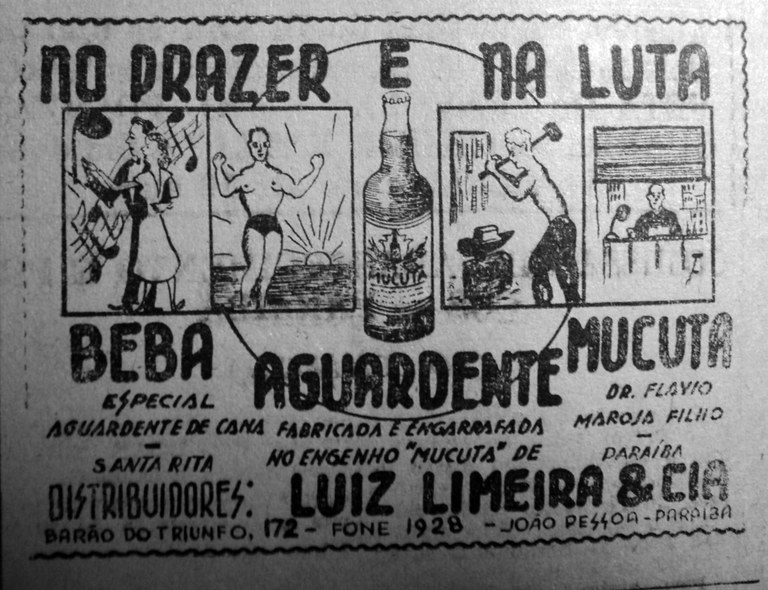 NO PRAZER E NA LUTA
MUCUTA
BEBA AGUARDENTE MUCUTA
ESPECIAL
AGUARDENTE DE CANA FABRICADA E ENGARRAFADA
NO ENGENHO "MUCUTA" DE
DR. FLAVIO
MAROJA FILHO
—
SANTA RITA
—
PARAÍBA
DISTRIBUIDORES: LUIZ LIMEIRA & CIA
BARÃO DO TRIUNFO, 172 - FONE 1928 - JOÃO PESSOA - PARAÍBA